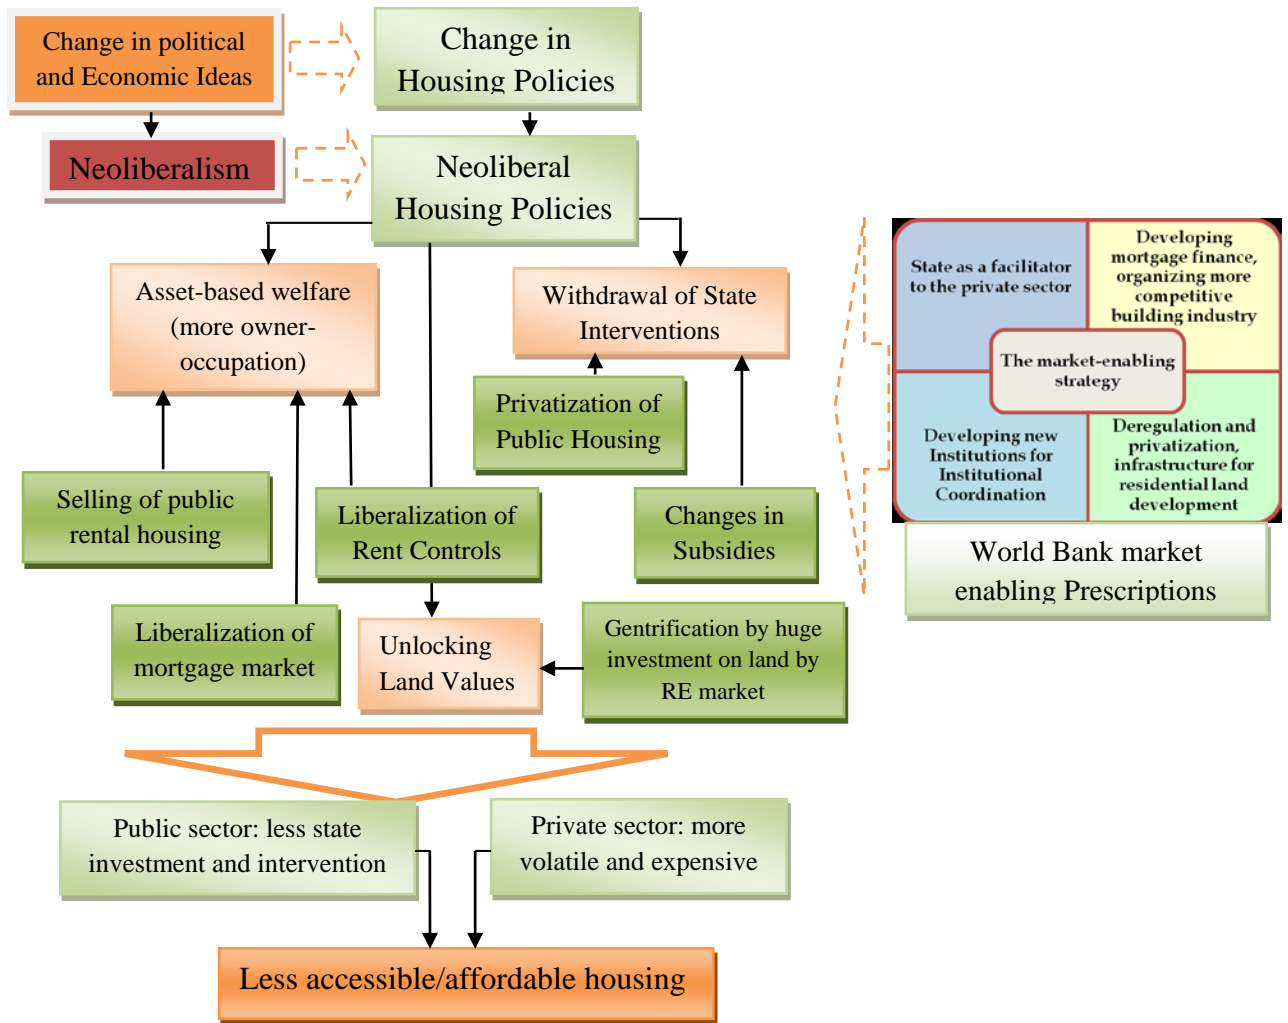 Change in political
and Economic Ideas
Change in
Housing Policies
Neoliberalism
Neoliberal
Housing Policies
Asset-based welfare
(more owner-
occupation)
Withdrawal of State
Interventions
State as a facilitator
to the private sector
Developing
mortgage finance,
organizing more
competitive
building industry
The market-enabling
strategy
Developing new
Institutions for
Institutional
Coordination
Deregulation and
privatization,
infrastructure for
residential land
development
World Bank market
enabling Prescriptions
Privatization of
Public Housing
Selling of public
rental housing
Liberalization of
Rent Controls
Changes in
Subsidies
Liberalization of
mortgage market
Unlocking
Land Values
Gentrification by huge
investment on land by
RE market
Public sector: less state
investment and intervention
Private sector: more
volatile and expensive
Less accessible/affordable housing